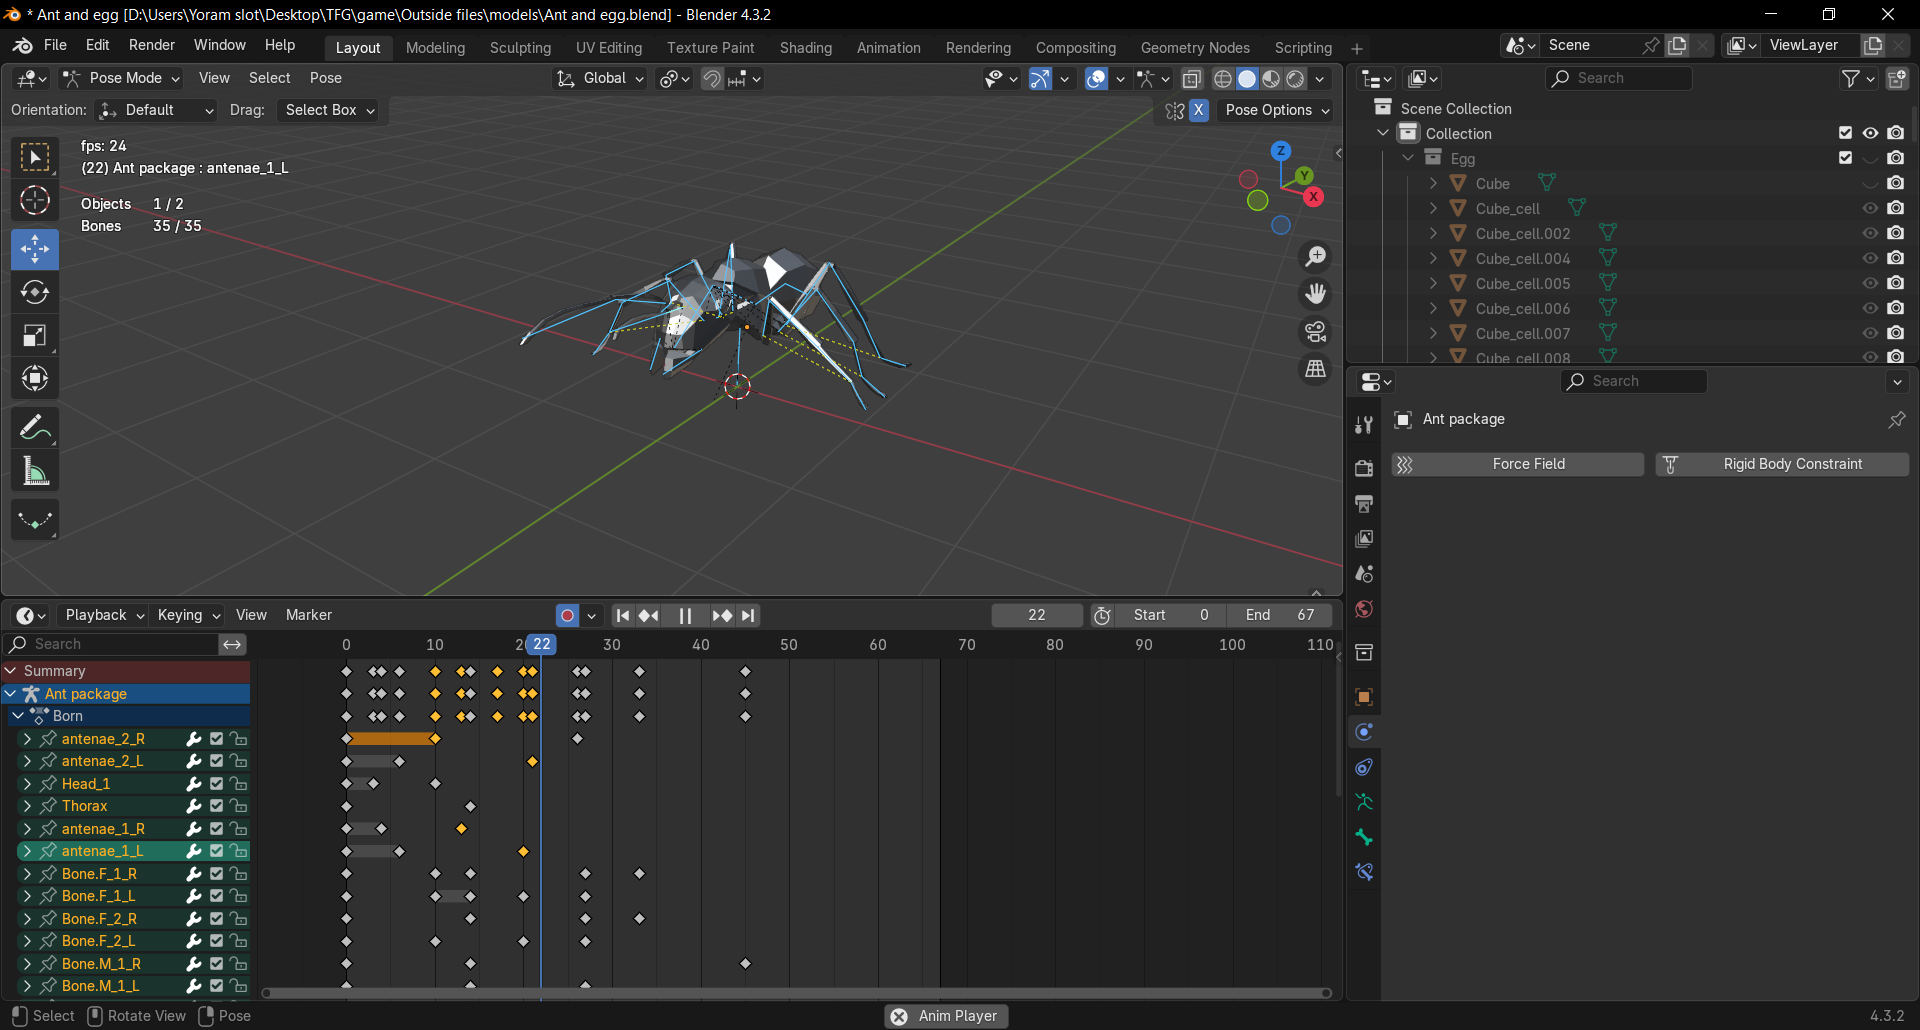 * Ant and egg [D:\Users\Yoram slot\Desktop\TFG\game\Outside files\models\Ant and egg.blend] - Blender 4.3.2
File Edit Render Window Help Layout Modeling Sculpting UV Editing Texture Paint Shading Animation Rendering Compositing Geometry Nodes Scripting Scene ViewLayer
Pose Mode View Select Pose Global Search
Orientation: Default Drag: Select Box X Pose Options
fps: 24
(22) Ant package : antenae_1_L
Objects 1 / 2
Bones 35 / 35
Z
Y
X
Scene Collection
Collection
Egg
Cube
Cube_cell
Cube_cell.002
Cube_cell.004
Cube_cell.005
Cube_cell.006
Cube_cell.007
Cube_cell.008
Search
Ant package
Force Field Rigid Body Constraint
Playback Keying View Marker 22 Start 0 End 67
Search 0 10 22 30 40 50 60 70 80 90 100 110
Summary
Ant package
Born
antenae_2_R
antenae_2_L
Head_1
Thorax
antenae_1_R
antenae_1_L
Bone.F_1_R
Bone.F_1_L
Bone.F_2_R
Bone.F_2_L
Bone.M_1_R
Bone.M_1_L
Select Rotate View Pose Anim Player 4.3.2